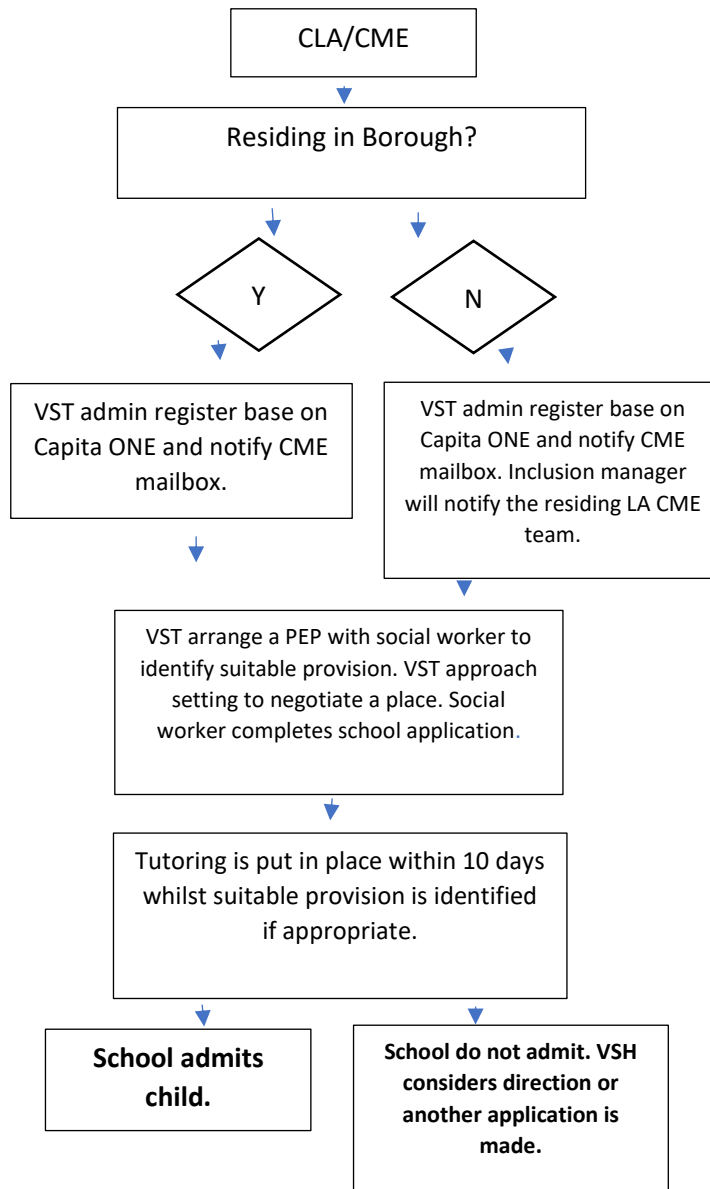 CLA/CME
Residing in Borough?
Y
N
VST admin register base on
Capita ONE and notify CME
mailbox.
VST admin register base on
Capita ONE and notify CME
mailbox. Inclusion manager
will notify the residing LA CME
team.
VST arrange a PEP with social worker to
identify suitable provision. VST approach
setting to negotiate a place. Social
worker completes school application.
Tutoring is put in place within 10 days
whilst suitable provision is identified
if appropriate.
School admits
child.
School do not admit. VSH
considers direction or
another application is
made.